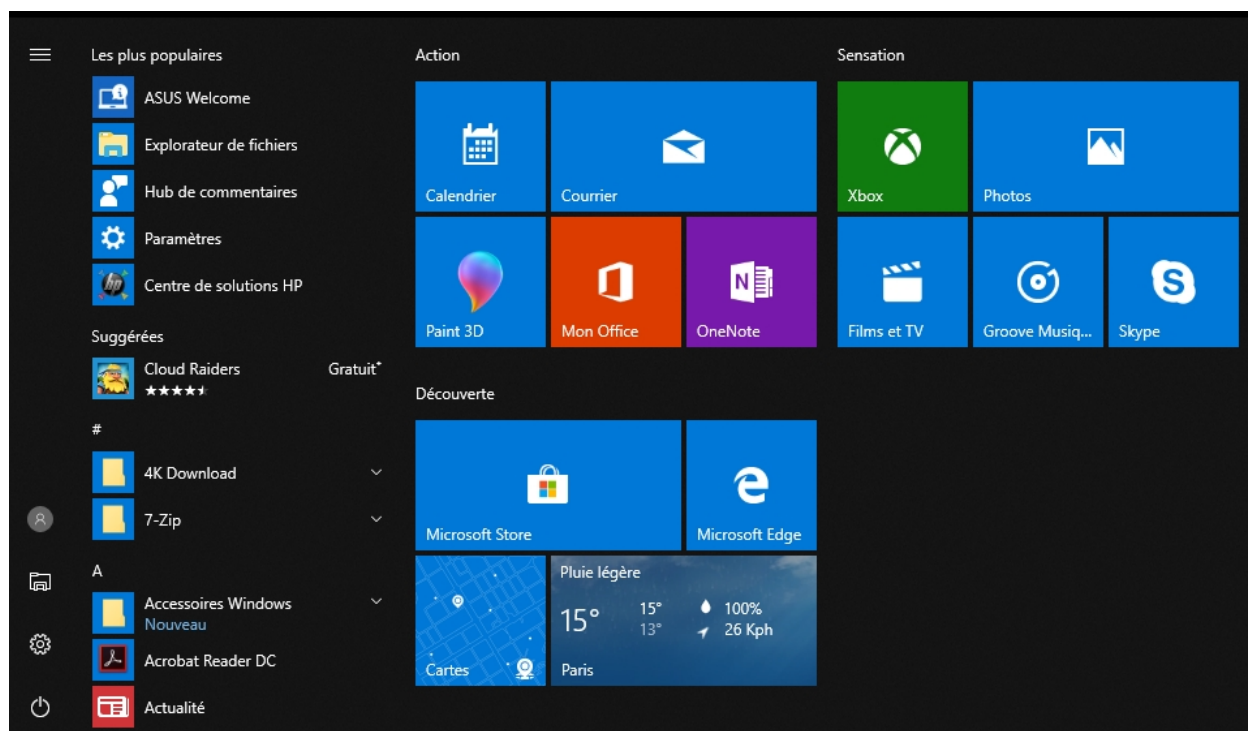 Les plus populaires
ASUS Welcome
Explorateur de fichiers
Hub de commentaires
Paramètres
Centre de solutions HP
Suggérées
Cloud Raiders
Gratuit*
#
4K Download
7-Zip
A
Accessoires Windows
Nouveau
Acrobat Reader DC
Actualité
Action
Calendrier
Courrier
Paint 3D
Mon Office
OneNote
Découverte
Microsoft Store
Microsoft Edge
Cartes
Pluie légère
15° 15° 100%
13° 26 Kph
Paris
Sensation
Xbox
Photos
Films et TV
Groove Musiq...
Skype